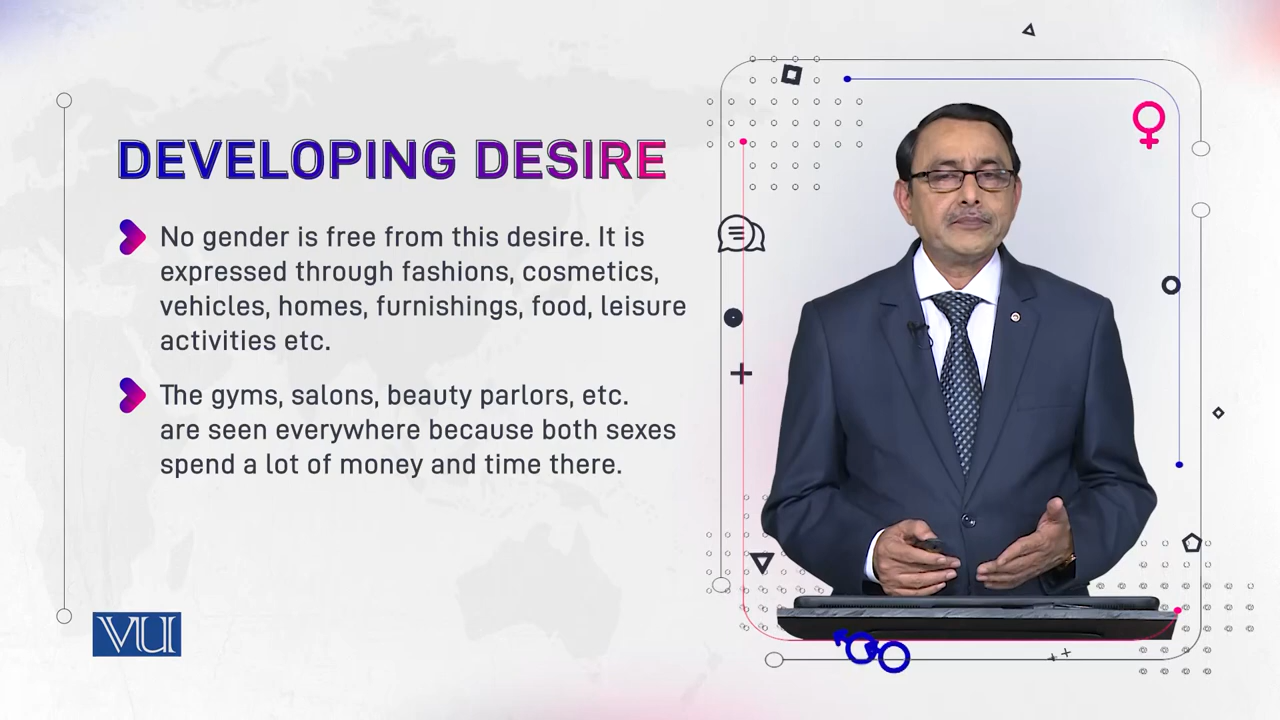 DEVELOPING DESIRE
No gender is free from this desire. It is
expressed through fashions, cosmetics,
vehicles, homes, furnishings, food, leisure
activities etc.
The gyms, salons, beauty parlors, etc.
are seen everywhere because both sexes
spend a lot of money and time there.
VU